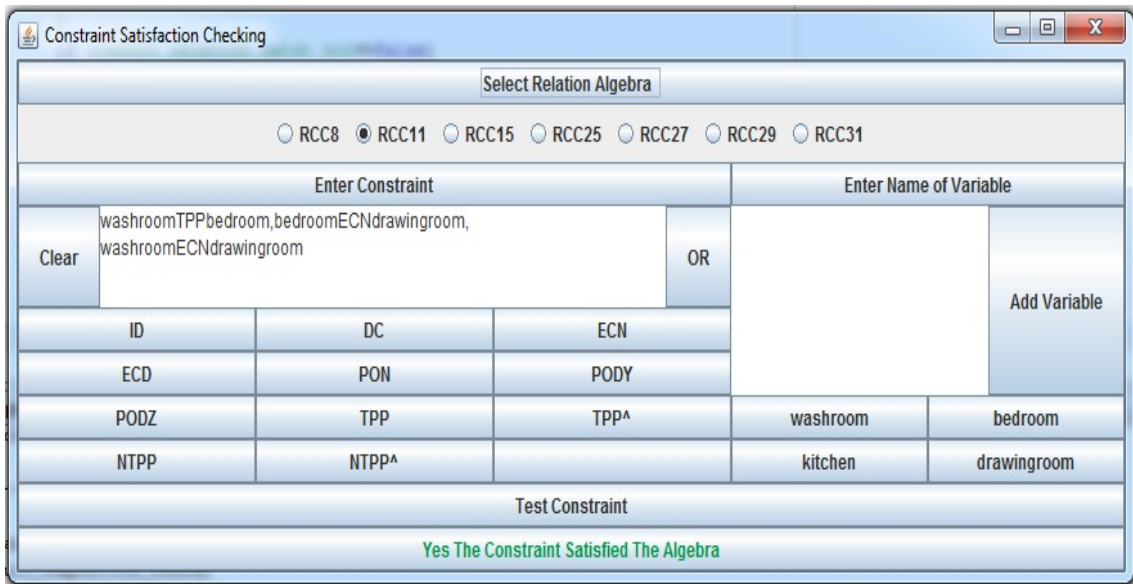 Constraint Satisfaction Checking
Select Relation Algebra
RCC8 RCC11 RCC15 RCC25 RCC27 RCC29 RCC31
Enter Constraint Enter Name of Variable
Clear
washroomTPPbedroom,bedroomECNdrawingroom,
washroomECNdrawingroom
OR
Add Variable
ID DC ECN
ECD PON PODY
PODZ TPP TPP^ washroom bedroom
NTPP NTPP^ kitchen drawingroom
Test Constraint
Yes The Constraint Satisfied The Algebra